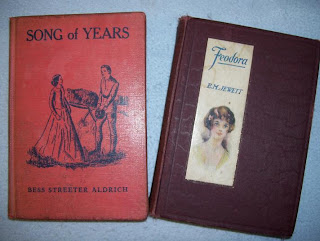 SONG of YEARS
BESS STREETER ALDRICH
Feodora
E.M. JEWETT